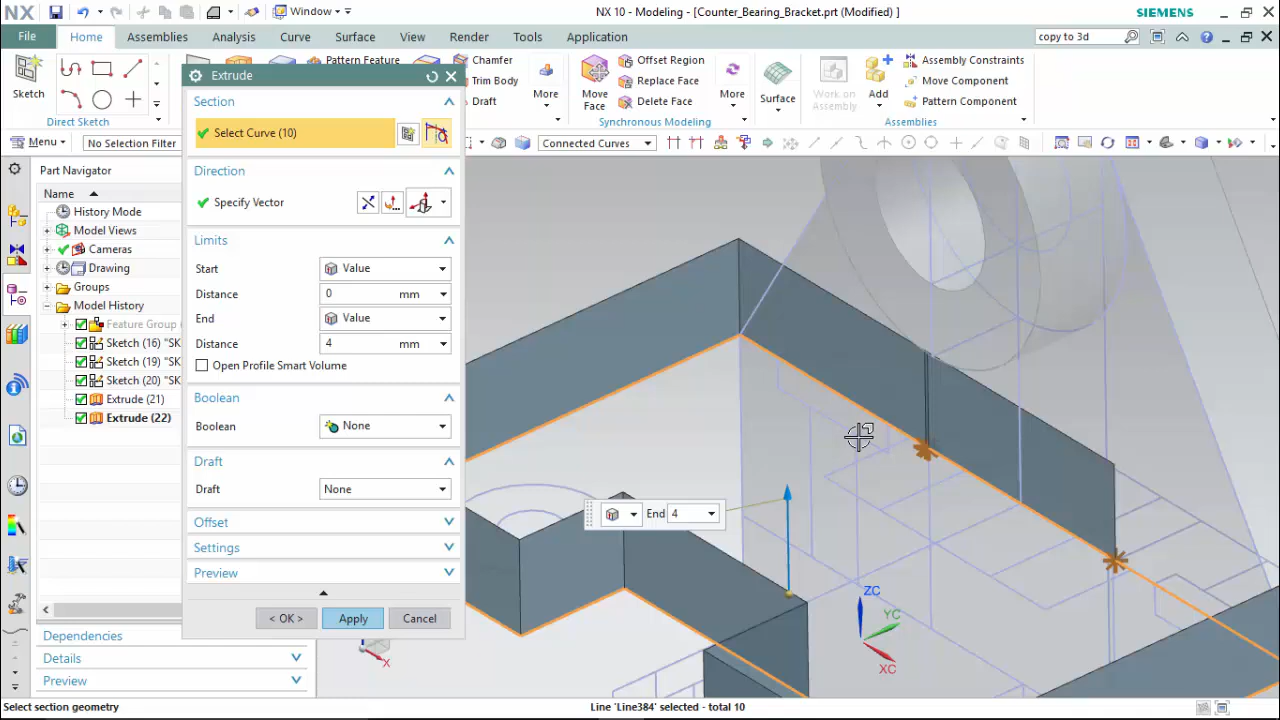 NX
Window
NX 10 - Modeling - [Counter_Bearing_Bracket.prt (Modified) ]
SIEMENS
File
Home
Assemblies
Analysis
Curve
Surface
View
Render
Tools
Application
copy to 3d
Sketch
Direct Sketch
Pattern Feature
Chamfer
Trim Body
Draft
More
Move
Face
Offset Region
Replace Face
Delete Face
More
Synchronous Modeling
Surface
Work on
Assembly
Add
Assembly Constraints
Move Component
Pattern Component
Assemblies
Menu
No Selection Filter
Connected Curves
Part Navigator
Name
History Mode
Model Views
Cameras
Drawing
Groups
Model History
Feature Group (
Sketch (16) "SK
Sketch (19) "SK
Sketch (20) "SK
Extrude (21)
Extrude (22)
Dependencies
Details
Preview
Extrude
Section
Select Curve (10)
Direction
Specify Vector
Limits
Start
Value
Distance
0 mm
End
Value
Distance
4 mm
Open Profile Smart Volume
Boolean
Boolean
None
Draft
Draft
None
Offset
Settings
Preview
< OK >
Apply
Cancel
End 4
ZC
YC
XC
X
Select section geometry
Line 'Line384' selected - total 10